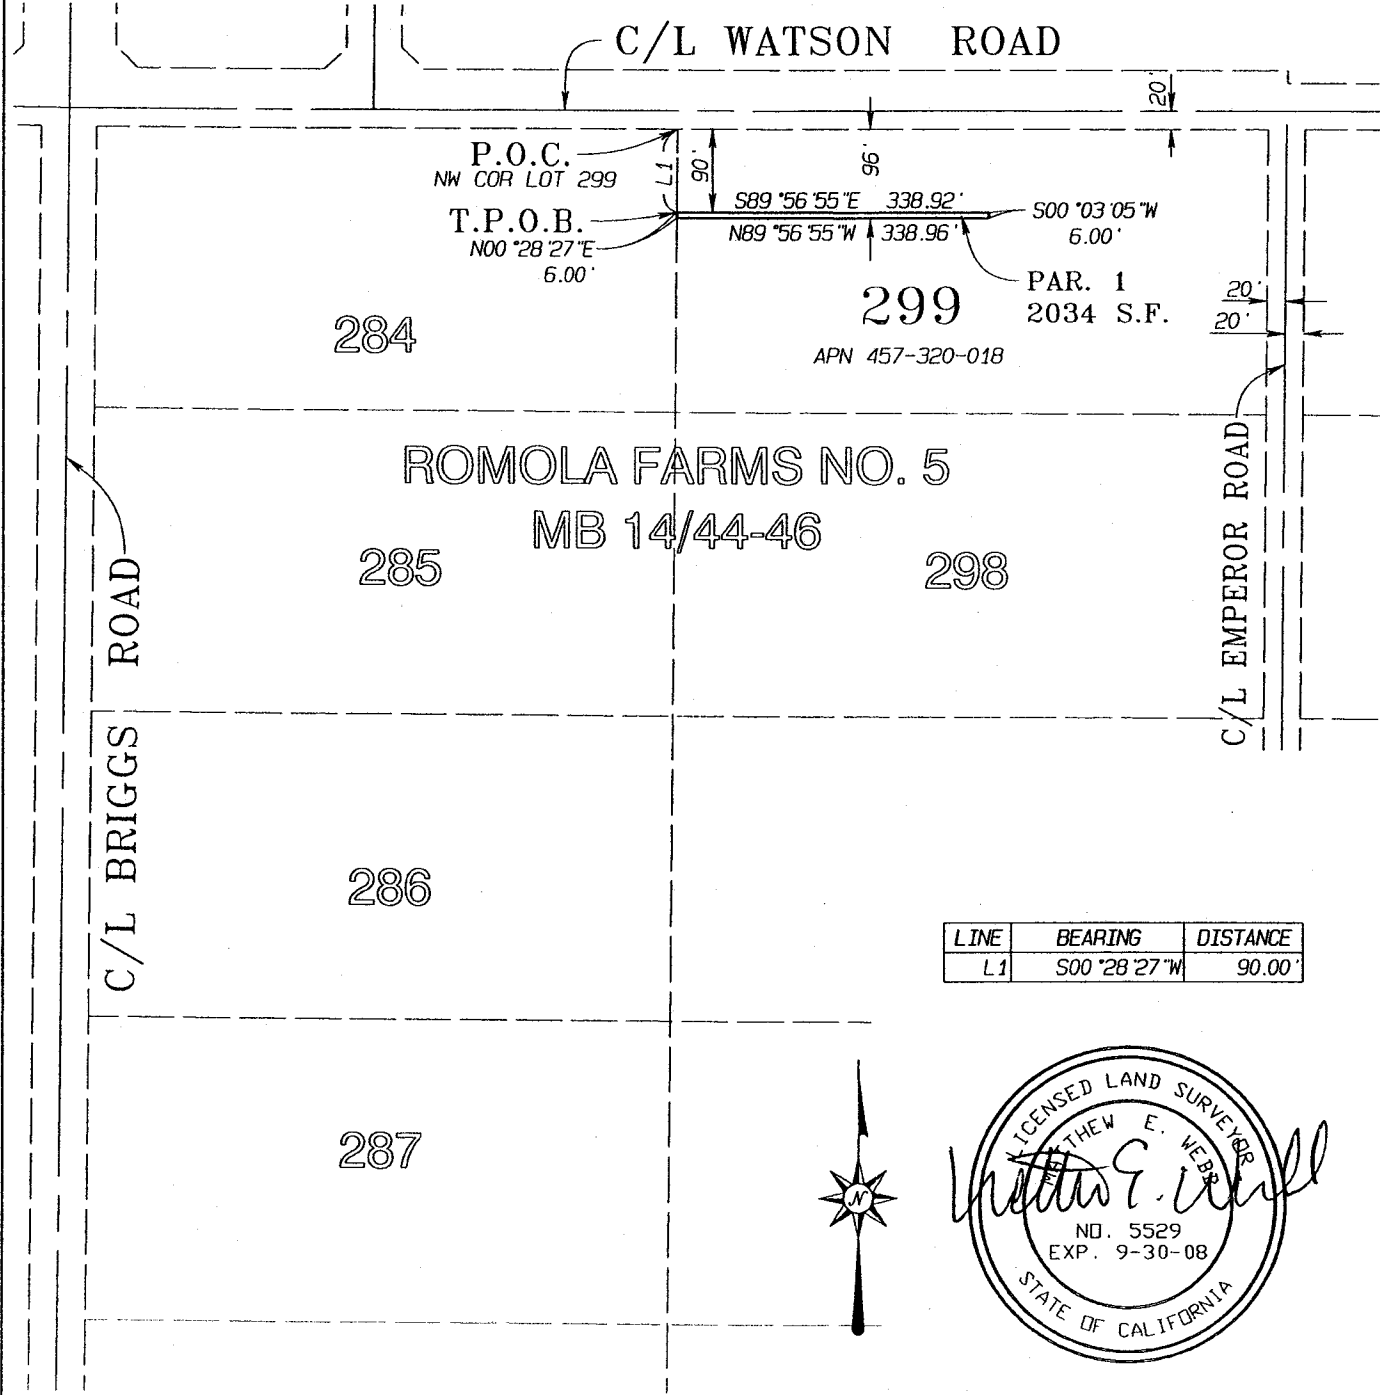 C/L WATSON ROAD
20'
P.O.C.
NW COR LOT 299
L1
90'
96'
T.P.O.B.
N00°28'27"E
6.00'
S89°56'55"E 338.92'
N89°56'55"W 338.96'
S00°03'05"W
6.00'
PAR. 1
2034 S.F.
299
APN 457-320-018
20'
20'
284
ROMOLA FARMS NO. 5
MB 14/44-46
285
298
C/L EMPEROR ROAD
C/L BRIGGS ROAD
286
LINE BEARING DISTANCE
L1 S00°28'27"W 90.00'
287
N
LICENSED LAND SURVEYOR
MATTHEW E. WEBB
Matthew E. Webb
NO. 5529
EXP. 9-30-08
STATE OF CALIFORNIA